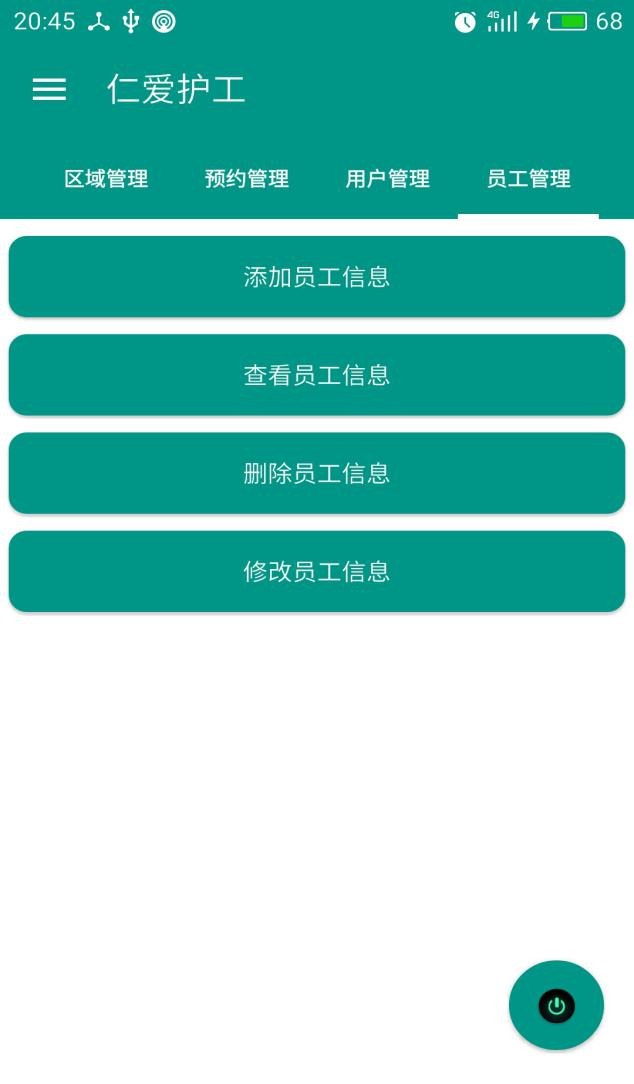 20:45 4G 68
仁爱护工
区域管理 预约管理 用户管理 员工管理
添加员工信息
查看员工信息
删除员工信息
修改员工信息